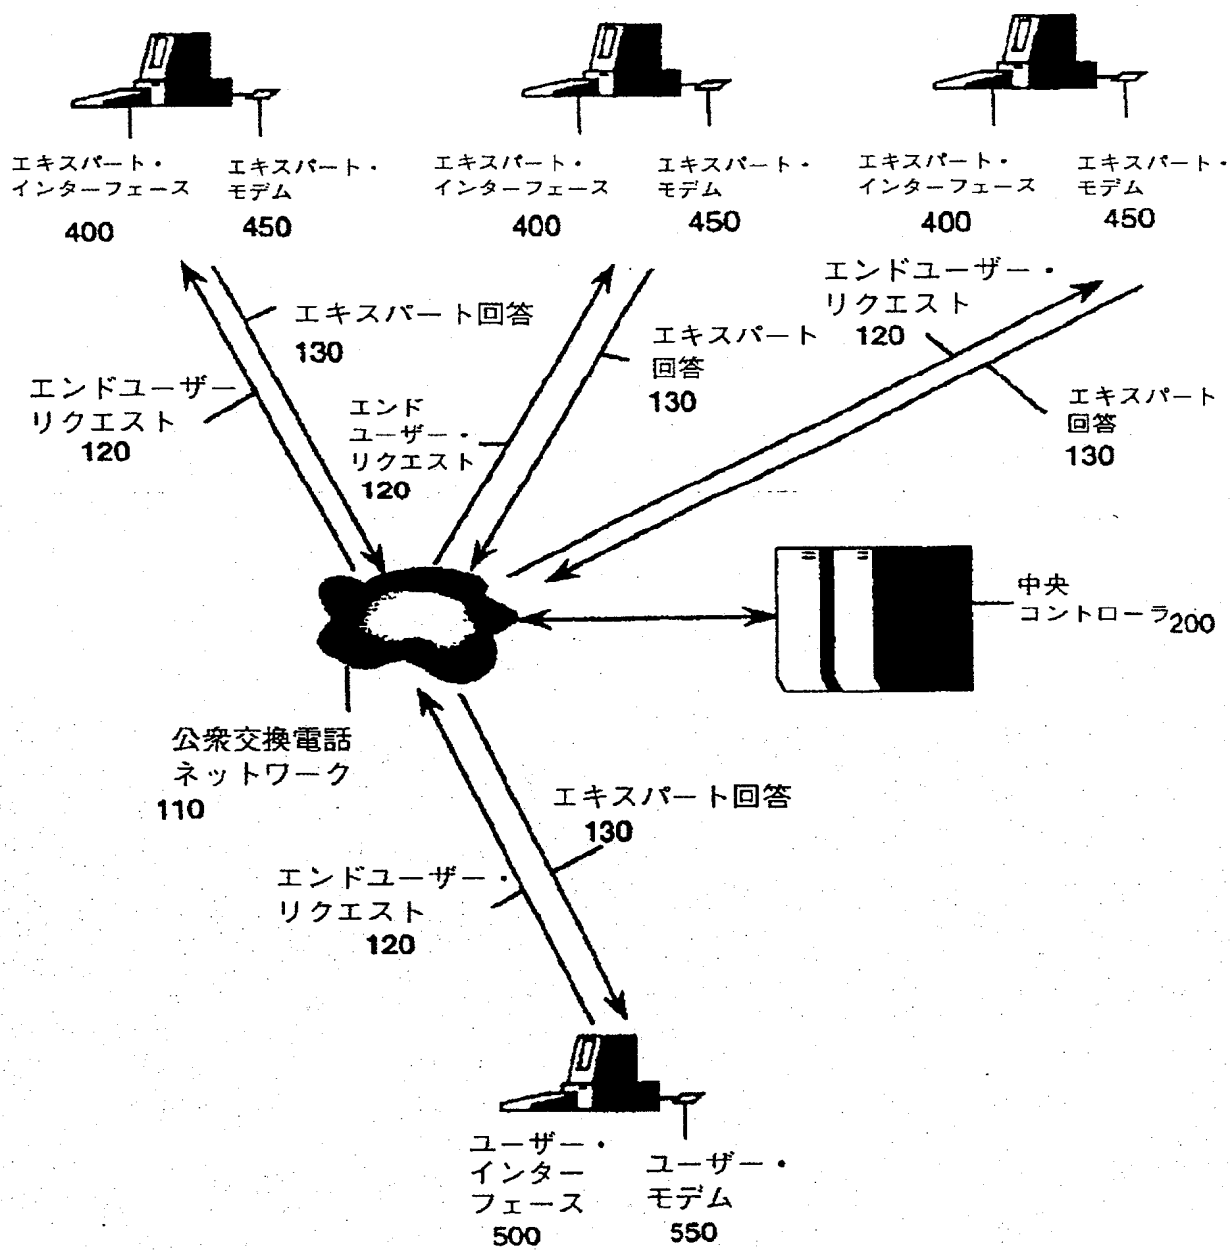 エキスパート・
インターフェース
400
エキスパート・
モデム
450
エキスパート・
インターフェース
400
エキスパート・
モデム
450
エキスパート・
インターフェース
400
エキスパート・
モデム
450
エキスパート回答
130
エンドユーザー
リクエスト
120
エキスパート
回答
130
エンド
ユーザー・
リクエスト
120
エンドユーザー・
リクエスト
120
エキスパート
回答
130
中央
コントローラ200
公衆交換電話
ネットワーク
110
エキスパート回答
130
エンドユーザー・
リクエスト
120
ユーザー・
インター
フェース
500
ユーザー・
モデム
550